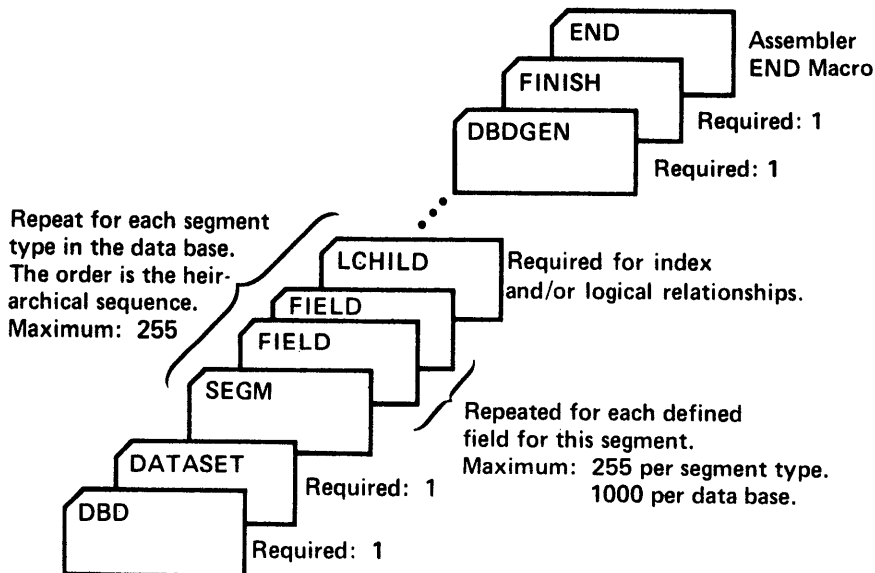 END
Assembler
END Macro
FINISH
Required: 1
DBDGEN
Required: 1
Repeat for each segment
type in the data base.
The order is the heir-
archical sequence.
Maximum: 255
LCHILD
Required for index
and/or logical relationships.
FIELD
FIELD
SEGM
Repeated for each defined
field for this segment.
Maximum: 255 per segment type.
1000 per data base.
DATASET
Required: 1
DBD
Required: 1